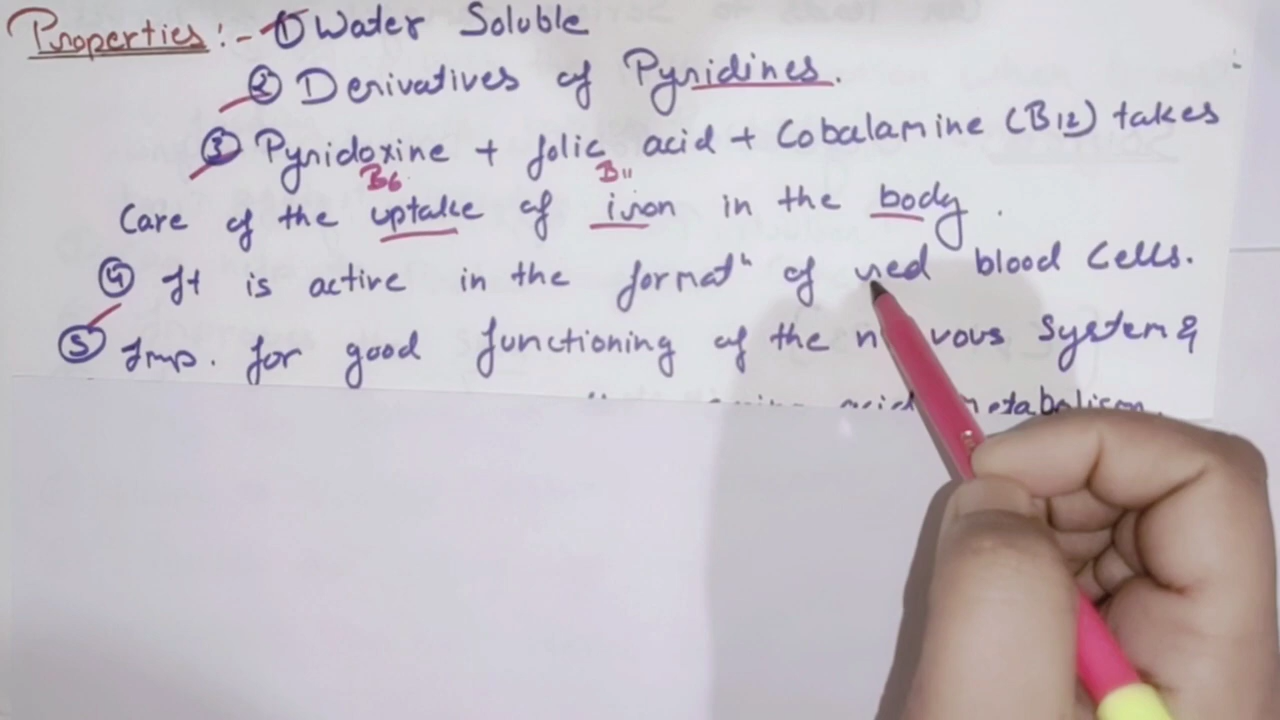 Properties :- ① Water Soluble
② Derivatives of Pyridines.
③ Pyridoxine + folic acid + Cobalamine (B12) takes
B6 B11
Care of the uptake of iron in the body.
④ It is active in the formatⁿ of red blood Cells.
⑤ Imp. for good functioning of the vous System &
acid metabolism.